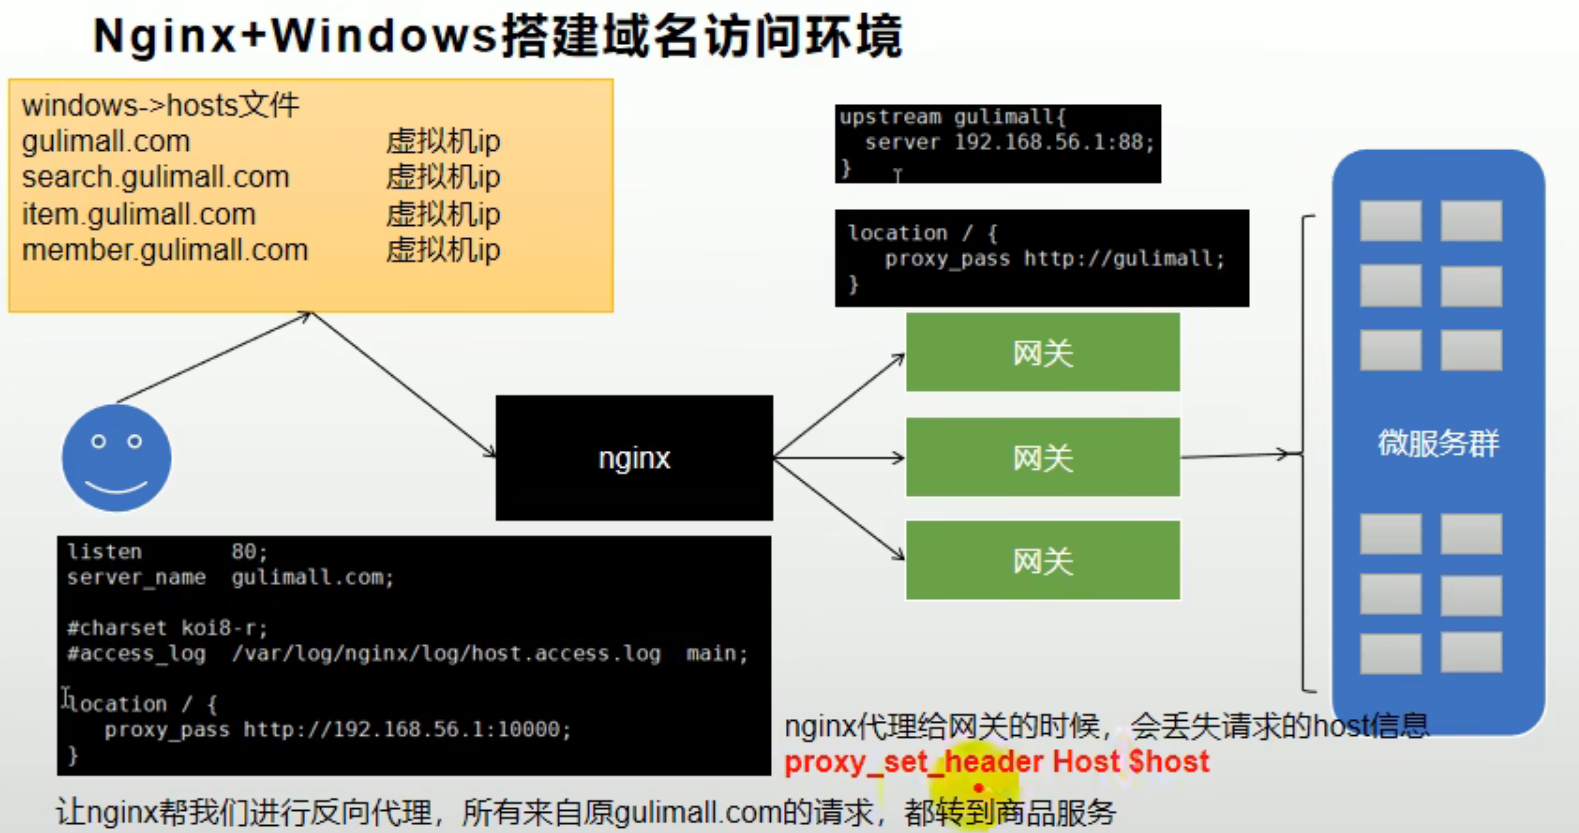 Nginx+Windows搭建域名访问环境
windows->hosts文件
gulimall.com 虚拟机ip
search.gulimall.com 虚拟机ip
item.gulimall.com 虚拟机ip
member.gulimall.com 虚拟机ip
upstream gulimall{
server 192.168.56.1:88;
}
location / {
proxy_pass http://gulimall;
}
网关
nginx
网关
网关
微服务群
listen 80;
server_name gulimall.com;
#charset koi8-r;
#access_log /var/log/nginx/log/host.access.log main;
location / {
proxy_pass http://192.168.56.1:10000;
}
nginx代理给网关的时候，会丢失请求的host信息
proxy_set_header Host $host
让nginx帮我们进行反向代理，所有来自原gulimall.com的请求，都转到商品服务